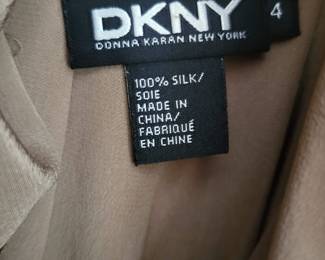 DKNY
DONNA KARAN NEW YORK
4
100% SILK/
SOIE
MADE IN
CHINA/
FABRIQUÉ
EN CHINE